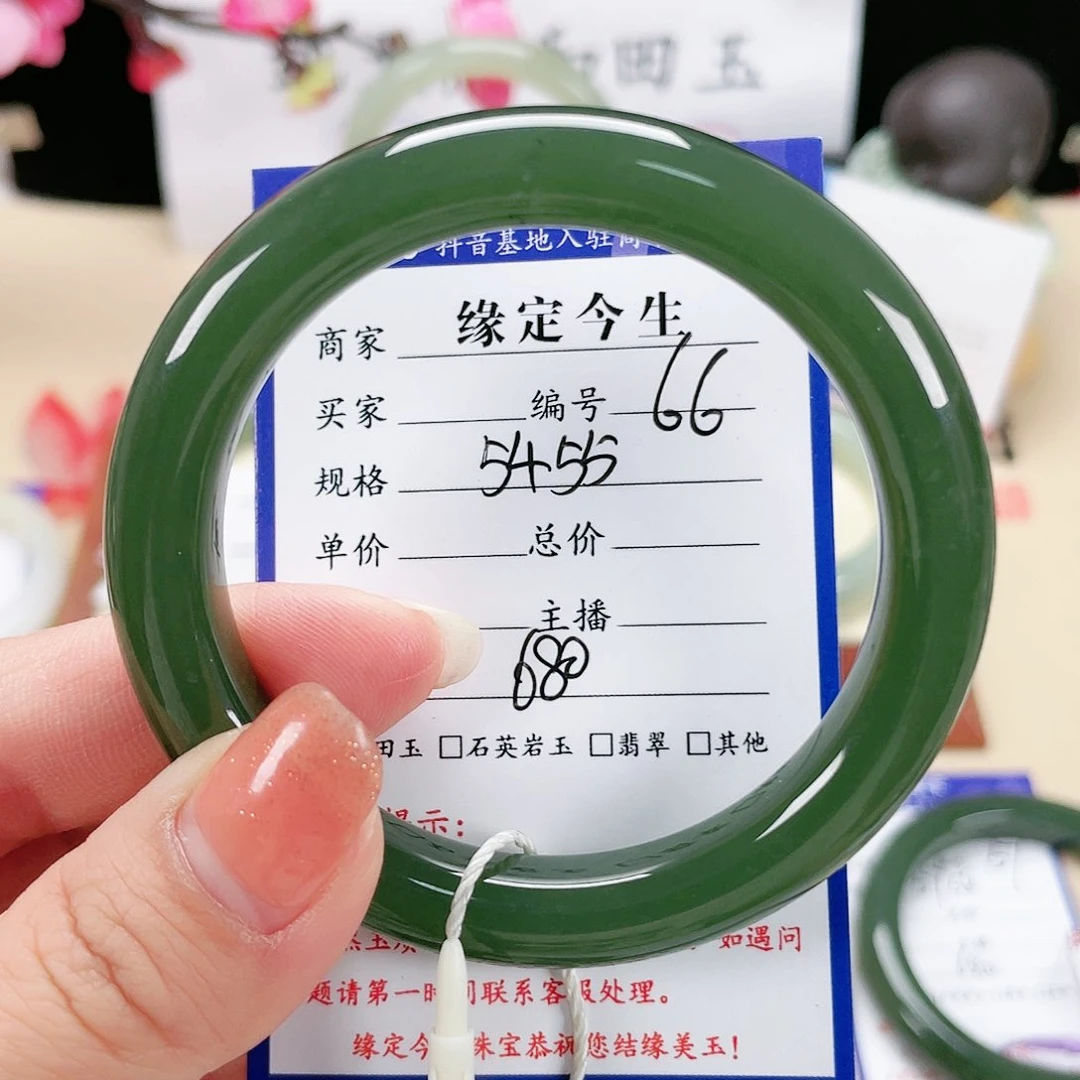 和田玉
抖音基地入驻商
商家 缘定今生
买家 编号 66
规格 5455
单价 总价
主播
680
田玉 □石英岩玉 □翡翠 □其他
提示:
如遇问
题请第一时间联系客服处理。
缘定今 珠宝恭祝您结缘美玉!